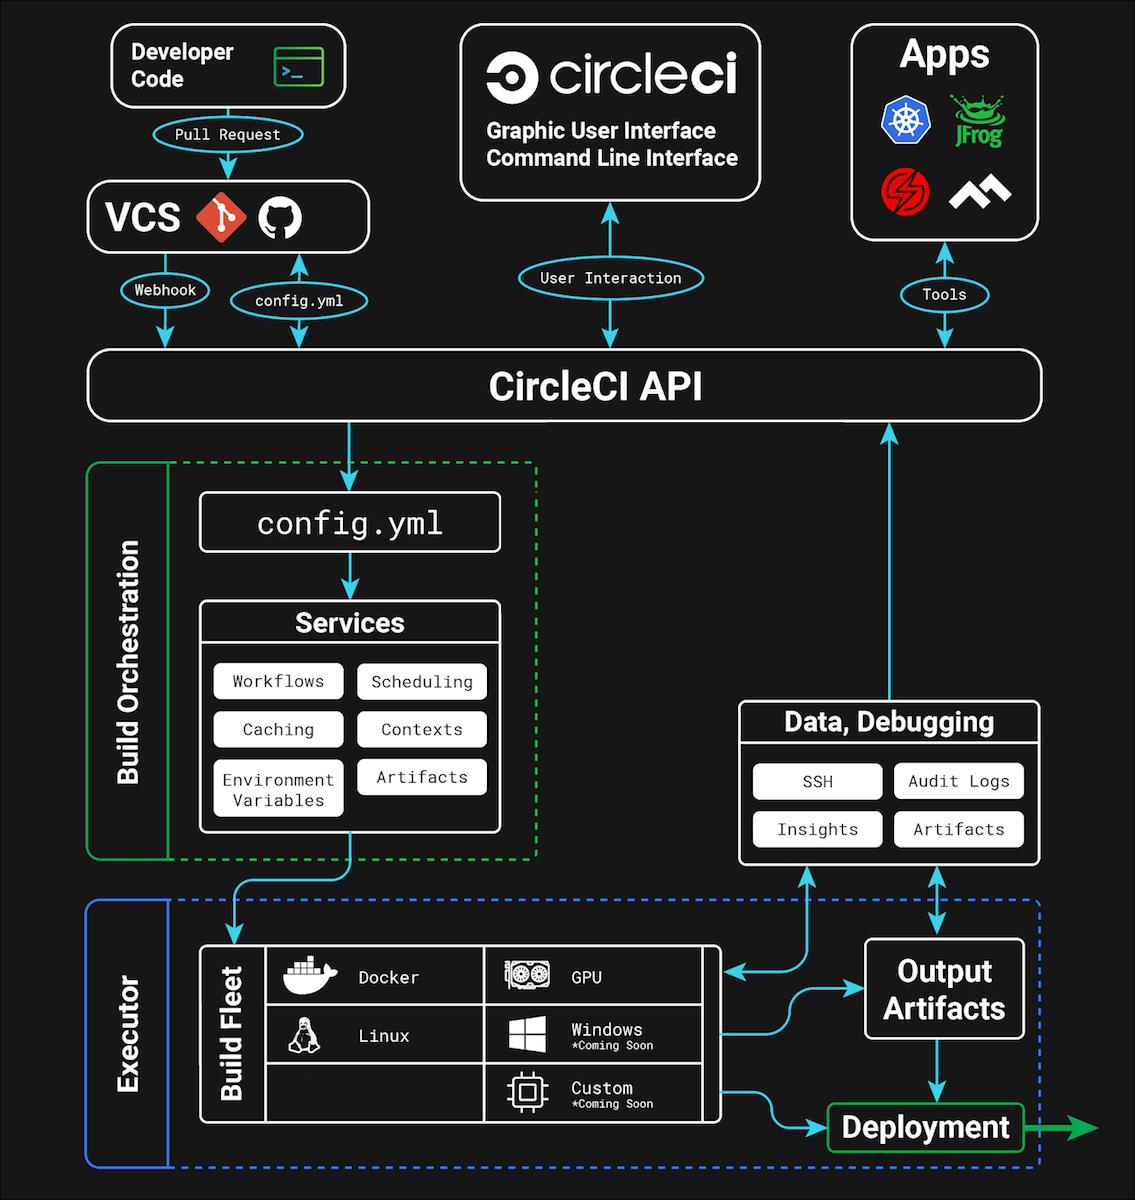 Developer
Code
>_
Pull Request
VCS
Webhook
config.yml
circleci
Graphic User Interface
Command Line Interface
User Interaction
Apps
JFrog
Tools
CircleCI API
Build Orchestration
config.yml
Services
Workflows
Scheduling
Caching
Contexts
Environment
Variables
Artifacts
Data, Debugging
SSH
Audit Logs
Insights
Artifacts
Executor
Build Fleet
Docker
GPU
Linux
Windows
*Coming Soon
Custom
*Coming Soon
Output
Artifacts
Deployment